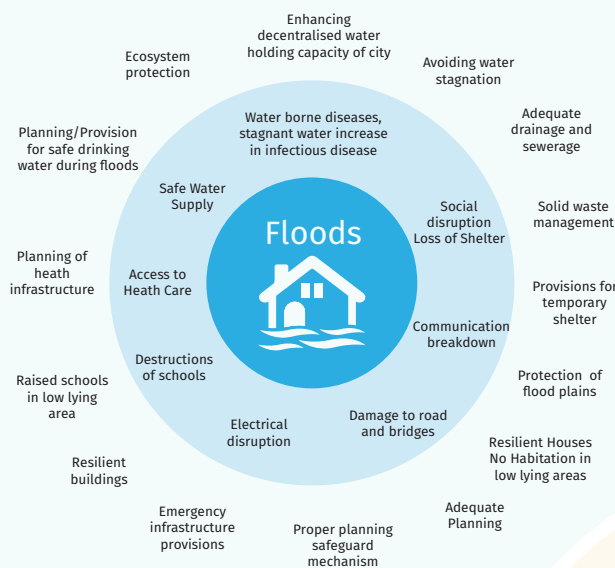 Enhancing
decentralised water
holding capacity of city
Ecosystem
protection
Avoiding water
stagnation
Adequate
drainage and
sewerage
Water borne diseases,
stagnant water increase
in infectious disease
Planning/Provision
for safe drinking
water during floods
Safe Water
Supply
Social
disruption
Loss of Shelter
Solid waste
management
Floods
Planning of
heath
infrastructure
Access to
Heath Care
Provisions for
temporary
shelter
Communication
breakdown
Destructions
of schools
Protection of
flood plains
Raised schools
in low lying
area
Electrical
disruption
Damage to road
and bridges
Resilient Houses
No Habitation in
low lying areas
Resilient
buildings
Adequate
Planning
Emergency
infrastructure
provisions
Proper planning
safeguard
mechanism